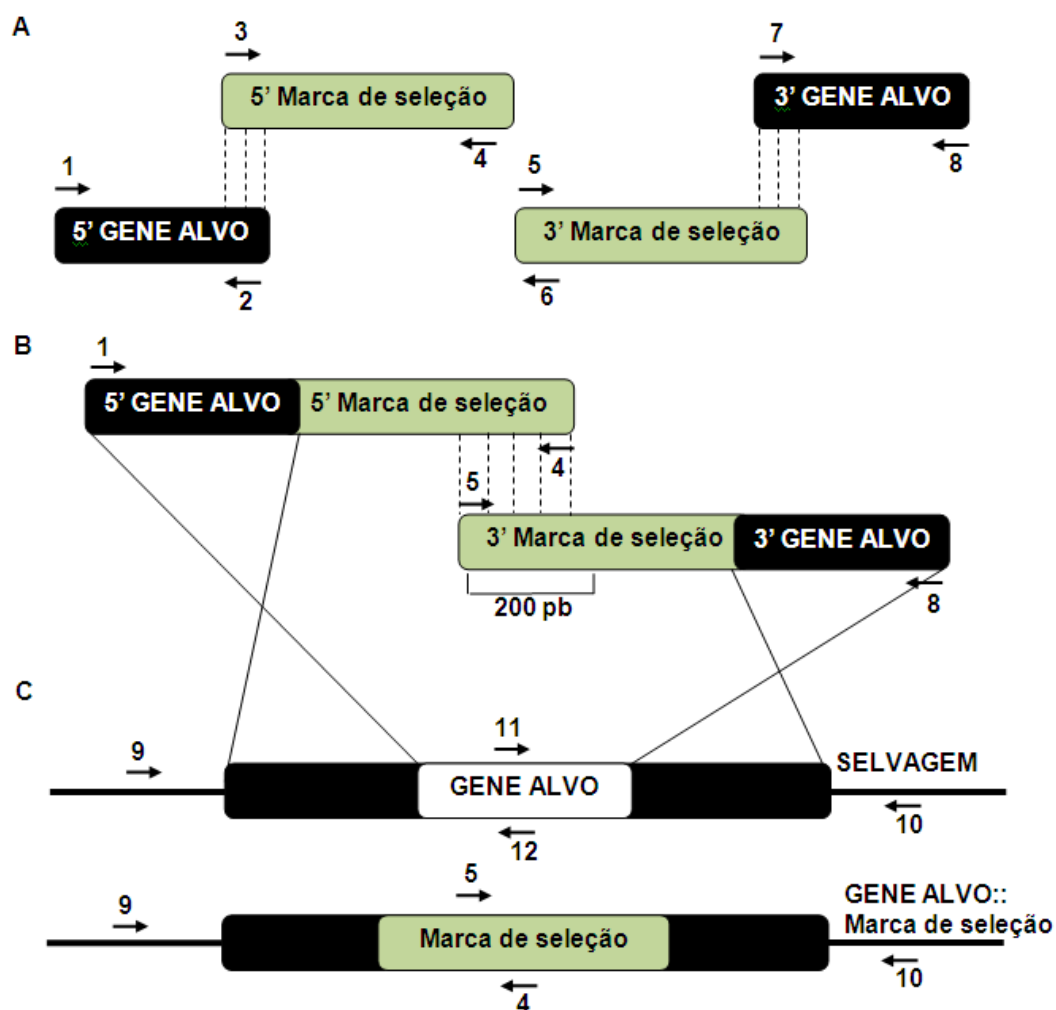 A
3
7
5’ Marca de seleção
3’ GENE ALVO
4
8
1
5
5’ GENE ALVO
3’ Marca de seleção
2
6
B
1
5’ GENE ALVO
5’ Marca de seleção
4
5
3’ Marca de seleção
3’ GENE ALVO
200 pb
8
C
11
9
GENE ALVO
SELVAGEM
12
10
5
9
Marca de seleção
GENE ALVO::
Marca de seleção
4
10